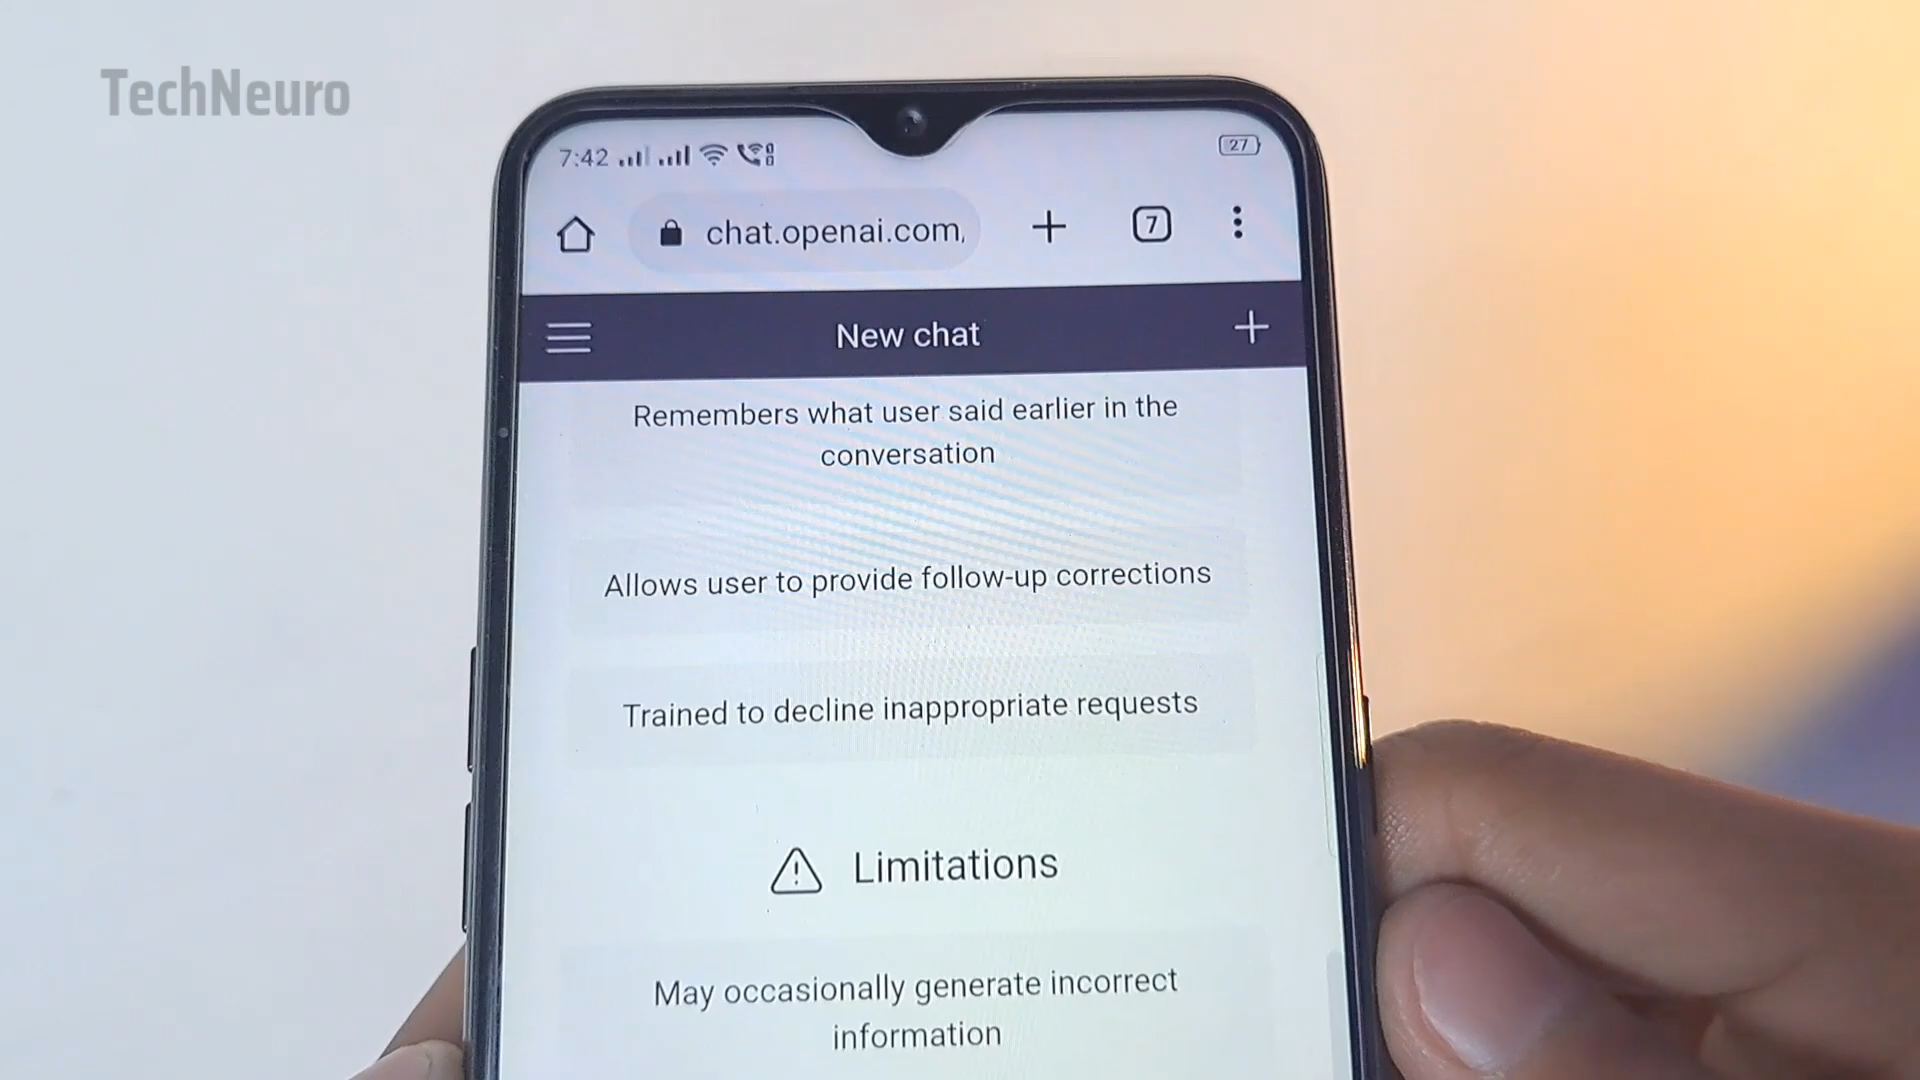 TechNeuro
7:42
27
chat.openai.com,
7
New chat
Remembers what user said earlier in the
conversation
Allows user to provide follow-up corrections
Trained to decline inappropriate requests
Limitations
May occasionally generate incorrect
information